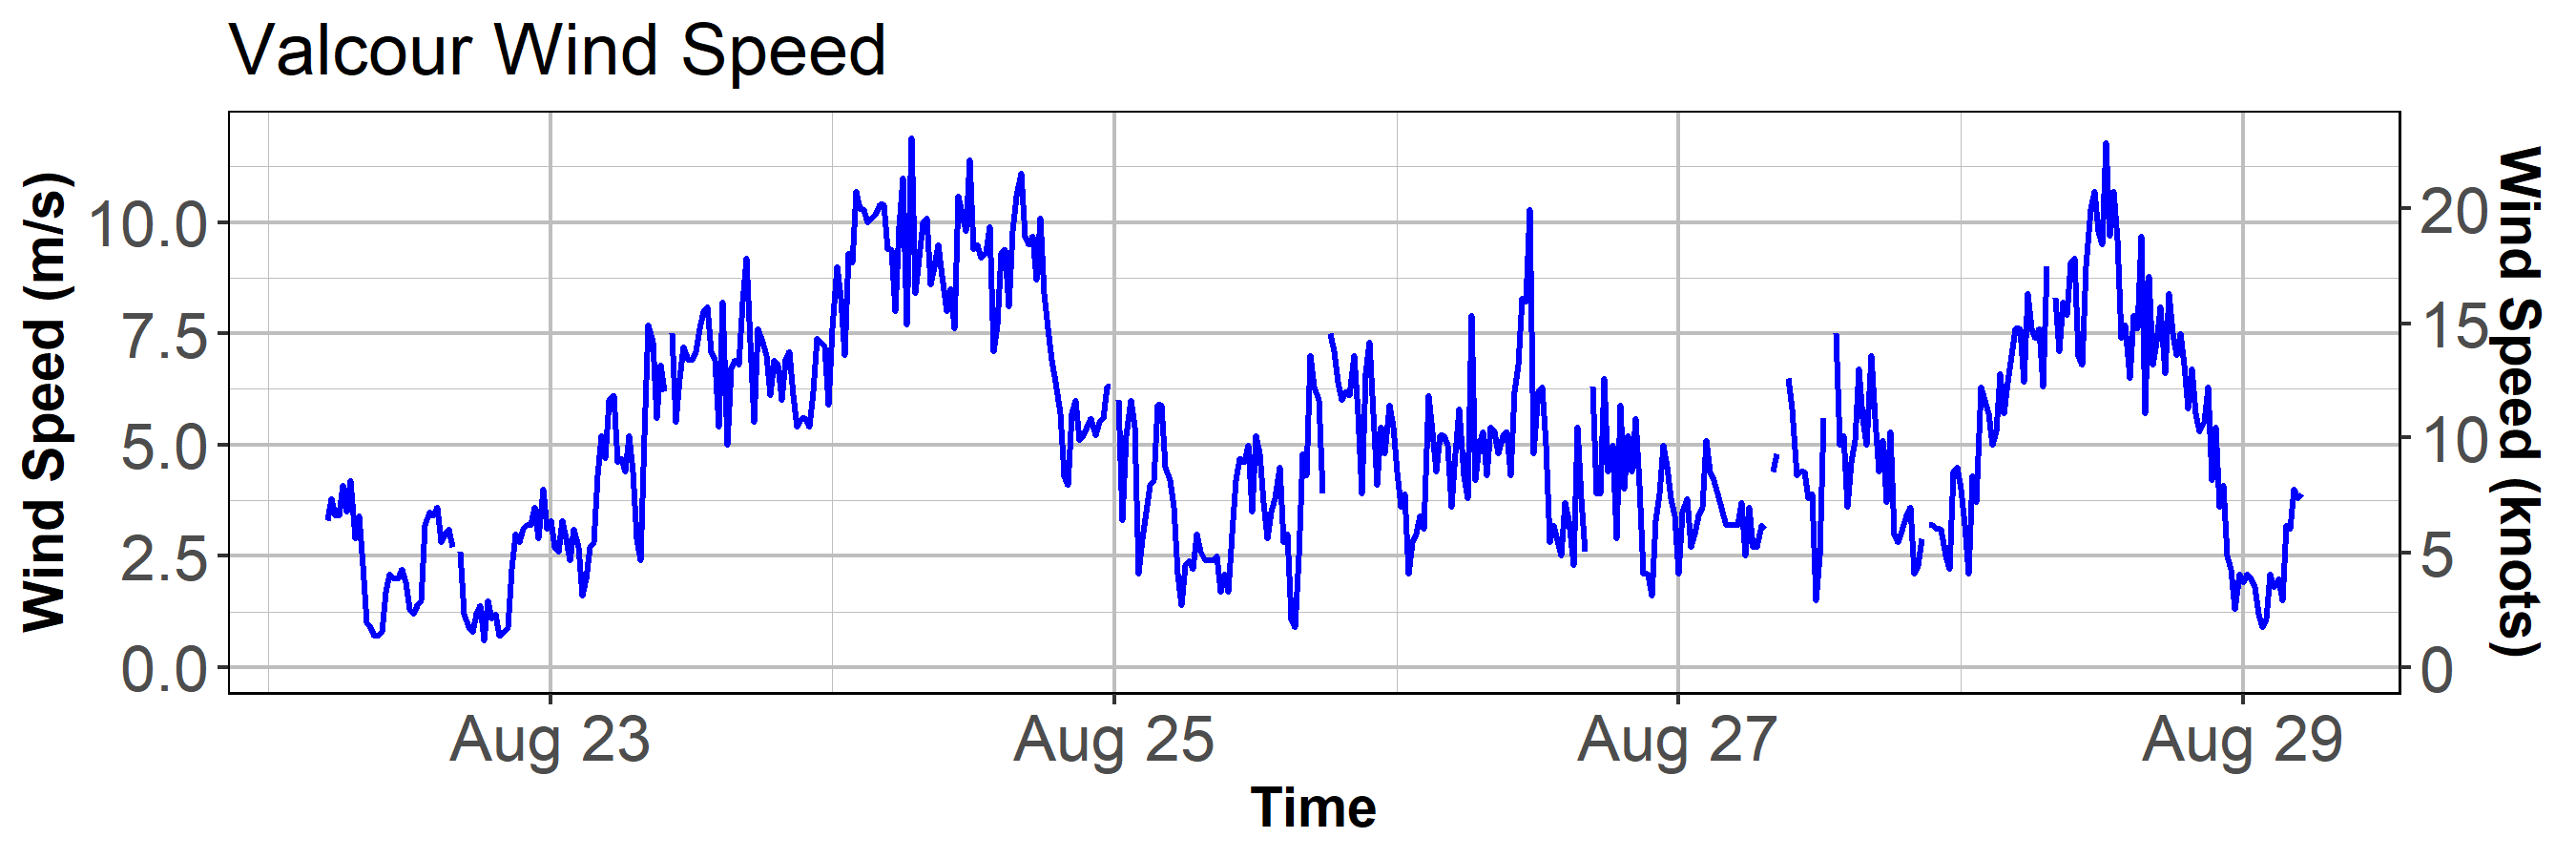 Valcour Wind Speed
Wind Speed (m/s)
10.0
7.5
5.0
2.5
0.0
20
15
10
5
0
Wind Speed (knots)
Aug 23
Aug 25
Aug 27
Aug 29
Time